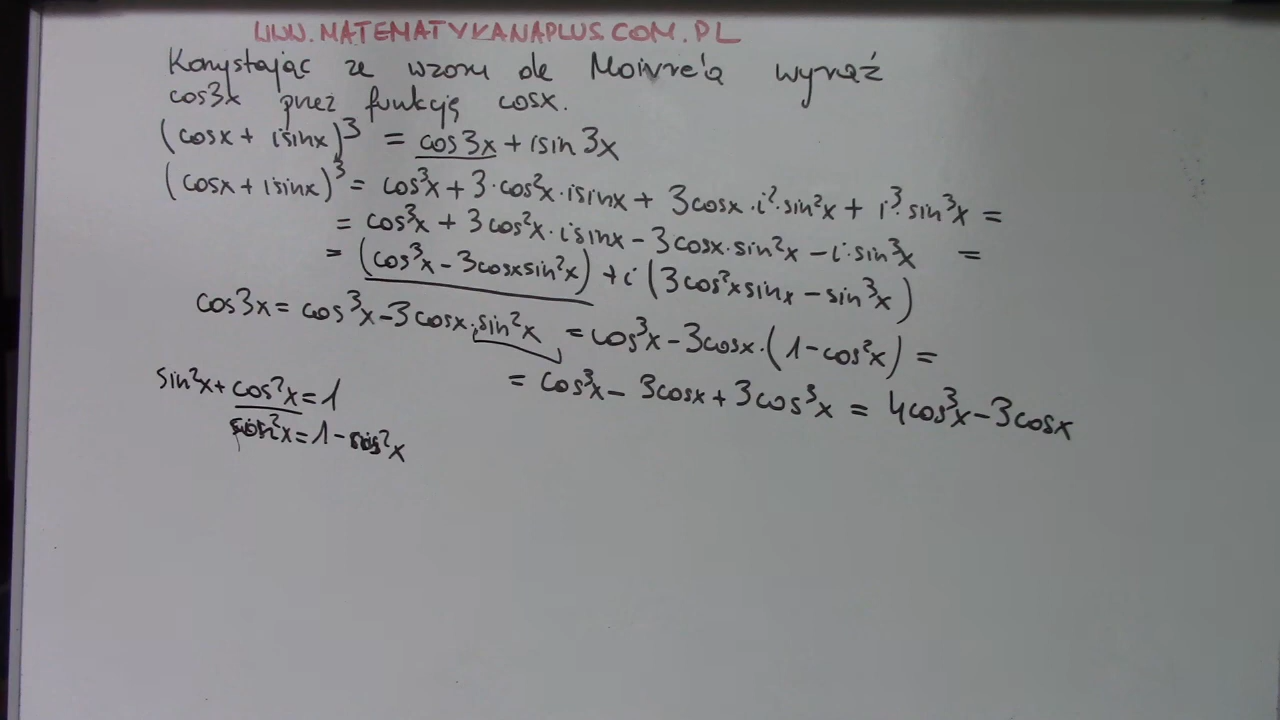 WWW.MATEMATYKANAPLUS.COM.PL
Korzystając ze wzoru de Moivre'a wyraź
cos3x przez funkcję cosx.
(cosx + isinx)³ = cos3x + isin3x
(cosx + isinx)³ = cos³x + 3·cos²x·isinx + 3cosx·i²·sin²x + i³·sin³x =
= cos³x + 3cos²x·isinx - 3cosx·sin²x - i·sin³x =
= (cos³x - 3cosxsin²x) + i(3cos²xsinx - sin³x)
cos3x = cos³x - 3cosx·sin²x = cos³x - 3cosx·(1 - cos²x) =
= cos³x - 3cosx + 3cos³x = 4cos³x - 3cosx
sin²x + cos²x = 1
²x = 1 - ²x